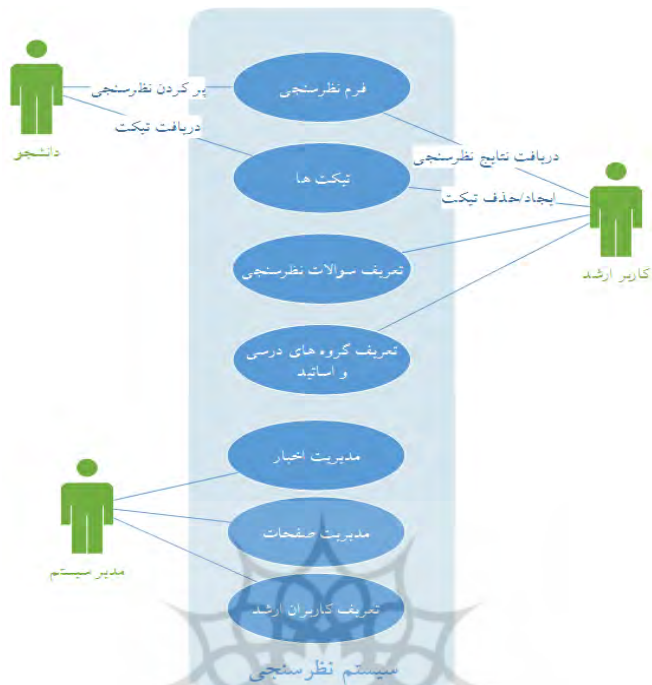 فرم نظرسنجی
پر کردن نظرسنجی
دریافت تیکت
دانشجو
دریافت نتایج نظرسنجی
تیکت ها
ایجاد/حذف تیکت
کاربر ارشد
تعریف سوالات نظرسنجی
تعریف گروه های درسی
و اساتید
مدیریت اخبار
مدیریت صفحات
مدیر سیستم
تعریف کاربران ارشد
سیستم نظرسنجی